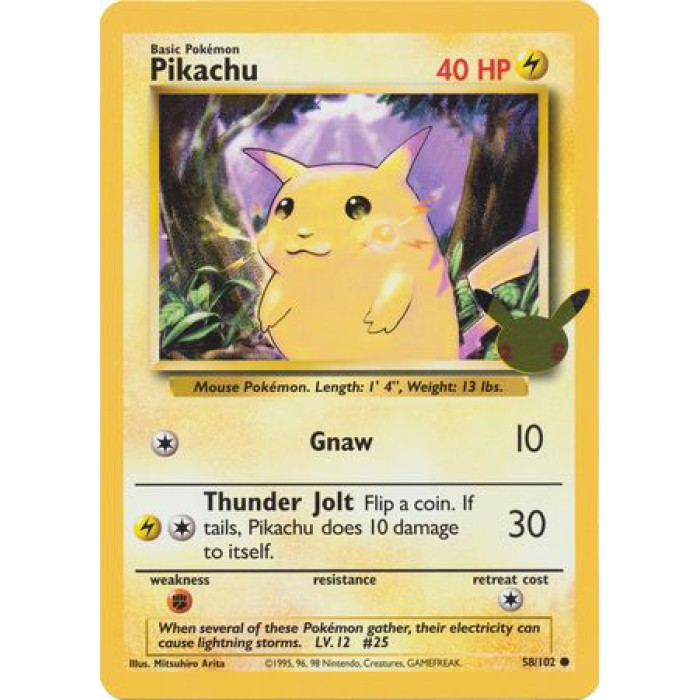 Basic Pokémon
Pikachu 40 HP
Mouse Pokémon. Length: 1' 4", Weight: 13 lbs.
Gnaw 10
Thunder Jolt Flip a coin. If
tails, Pikachu does 10 damage
to itself.
30
weakness resistance retreat cost
When several of these Pokémon gather, their electricity can
cause lightning storms. LV. 12 #25
Illus. Mitsuhiro Arita ©1995, 96, 98 Nintendo, Creatures, GAMEFREAK. 58/102